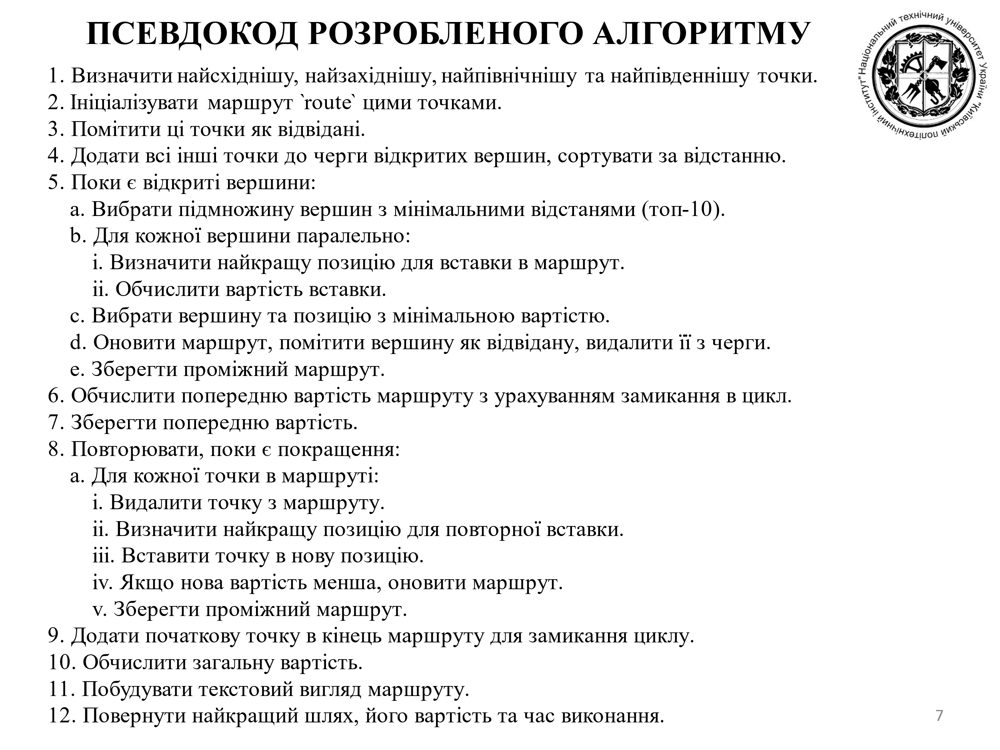 ПСЕВДОКОД РОЗРОБЛЕНОГО АЛГОРИТМУ
Національний технічний університет України "Київський політехнічний інститут"
1. Визначити найсхіднішу, найзахіднішу, найпівнічнішу та найпівденнішу точки.
2. Ініціалізувати маршрут `route` цими точками.
3. Помітити ці точки як відвідані.
4. Додати всі інші точки до черги відкритих вершин, сортувати за відстанню.
5. Поки є відкриті вершини:
a. Вибрати підмножину вершин з мінімальними відстанями (топ-10).
b. Для кожної вершини паралельно:
i. Визначити найкращу позицію для вставки в маршрут.
ii. Обчислити вартість вставки.
c. Вибрати вершину та позицію з мінімальною вартістю.
d. Оновити маршрут, помітити вершину як відвідану, видалити її з черги.
e. Зберегти проміжний маршрут.
6. Обчислити попередню вартість маршруту з урахуванням замикання в цикл.
7. Зберегти попередню вартість.
8. Повторювати, поки є покращення:
a. Для кожної точки в маршруті:
i. Видалити точку з маршруту.
ii. Визначити найкращу позицію для повторної вставки.
iii. Вставити точку в нову позицію.
iv. Якщо нова вартість менша, оновити маршрут.
v. Зберегти проміжний маршрут.
9. Додати початкову точку в кінець маршруту для замикання циклу.
10. Обчислити загальну вартість.
11. Побудувати текстовий вигляд маршруту.
12. Повернути найкращий шлях, його вартість та час виконання.
7